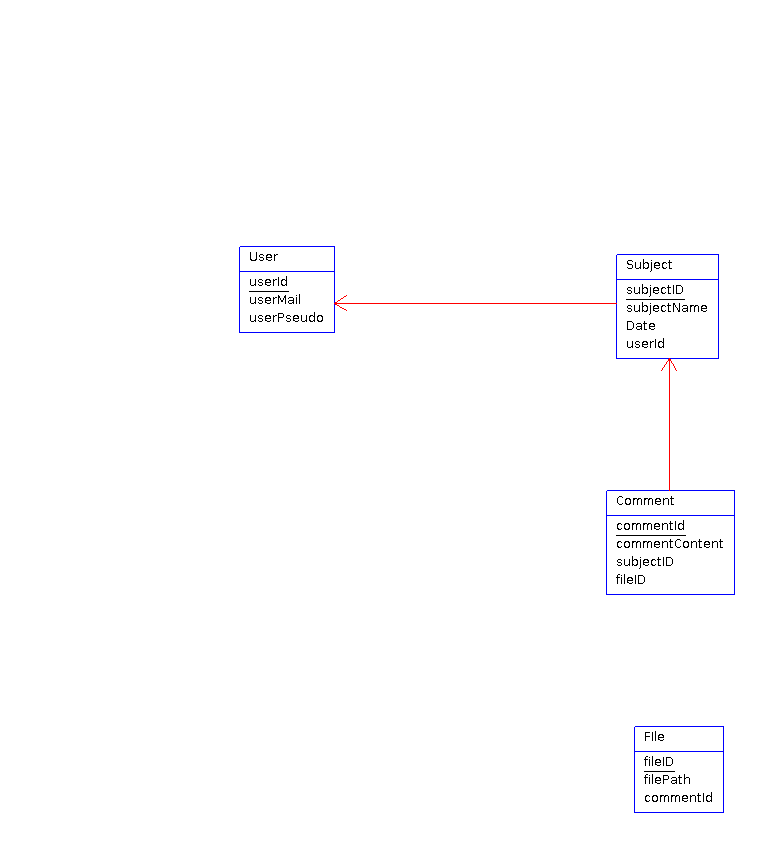 User
userId
userMail
userPseudo
Subject
subjectID
subjectName
Date
userId
Comment
commentId
commentContent
subjectID
fileID
FIle
fileID
filePath
commentId